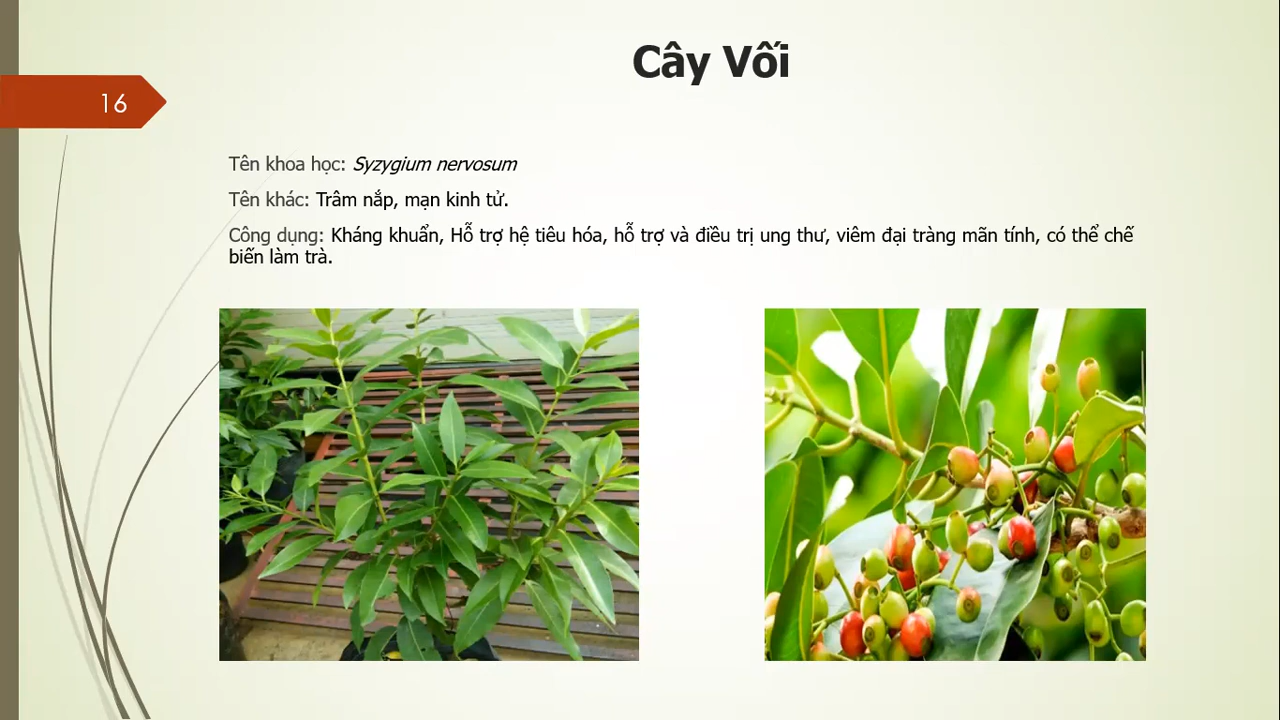 Cây Vối
16
Tên khoa học: Syzygium nervosum
Tên khác: Trâm nắp, mạn kinh tử.
Công dụng: Kháng khuẩn, Hỗ trợ hệ tiêu hóa, hỗ trợ và điều trị ung thư, viêm đại tràng mãn tính, có thể chế
biến làm trà.